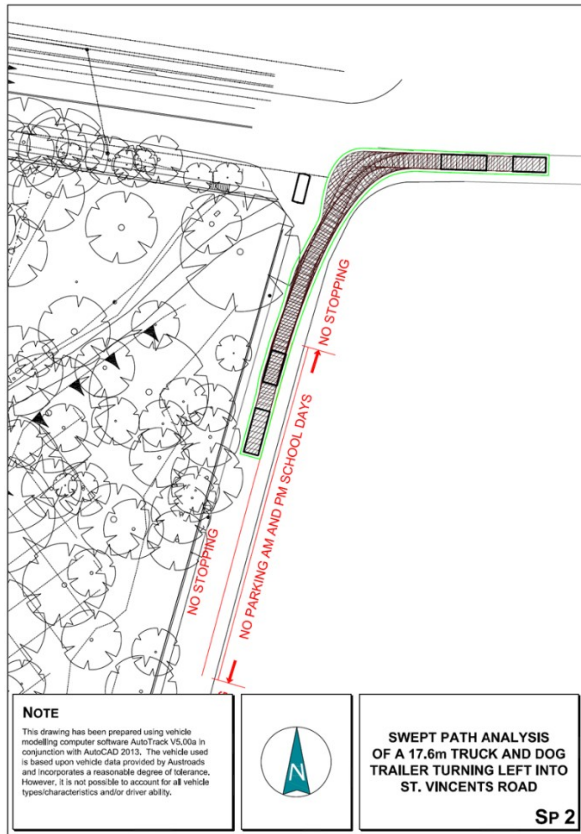 NO STOPPING
NO PARKING AM AND PM SCHOOL DAYS
NO STOPPING
NOTE
This drawing has been prepared using vehicle
modelling computer software AutoTrack V5.00a in
conjunction with AutoCAD 2013. The vehicle used
is based upon vehicle data provided by Austroads
and incorporates a reasonable degree of tolerance.
However, it is not possible to account for all vehicle
types/characteristics and/or driver ability.
N
SWEPT PATH ANALYSIS
OF A 17.6m TRUCK AND DOG
TRAILER TURNING LEFT INTO
ST. VINCENTS ROAD
SP 2